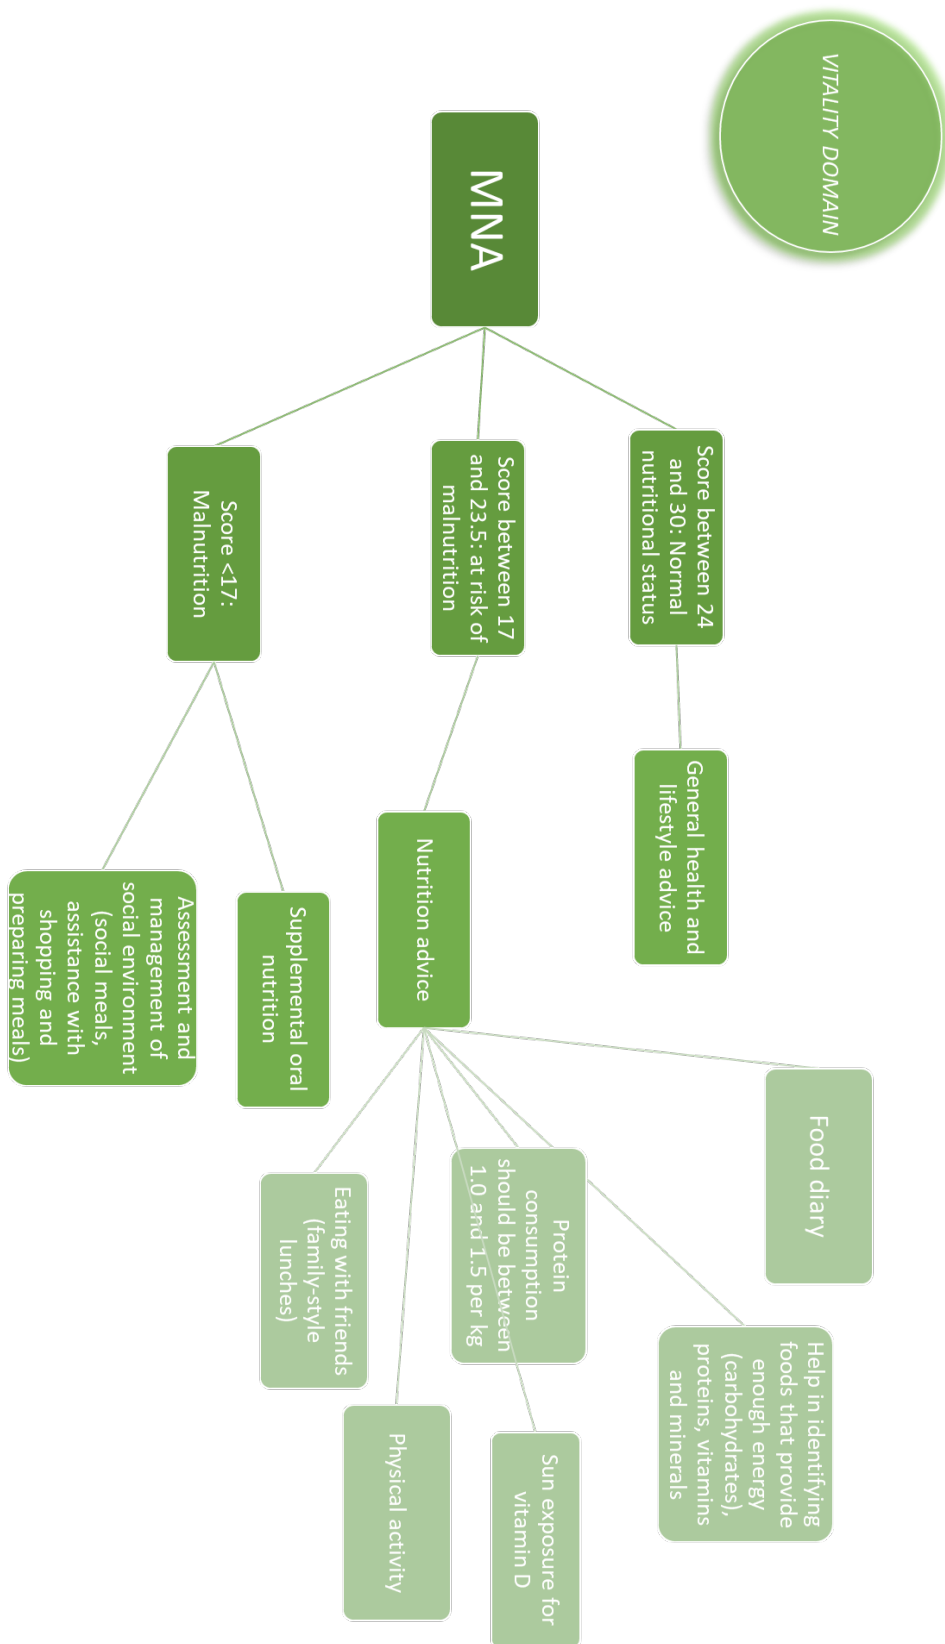 VITALITY DOMAIN
MNA
Score between 24
and 30: Normal
nutritional status
General health and
lifestyle advice
Score between 17
and 23.5: at risk of
malnutrition
Nutrition advice
Food diary
Help in identifying
foods that provide
enough energy
(carbohydrates),
proteins, vitamins
and minerals
Protein
consumption
should be between
1.0 and 1.5 per kg
Sun exposure for
vitamin D
Physical activity
Eating with friends
(family-style
lunches)
Score <17:
Malnutrition
Supplemental oral
nutrition
Assessment and
management of
social environment
(social meals,
assistance with
shopping and
preparing meals)